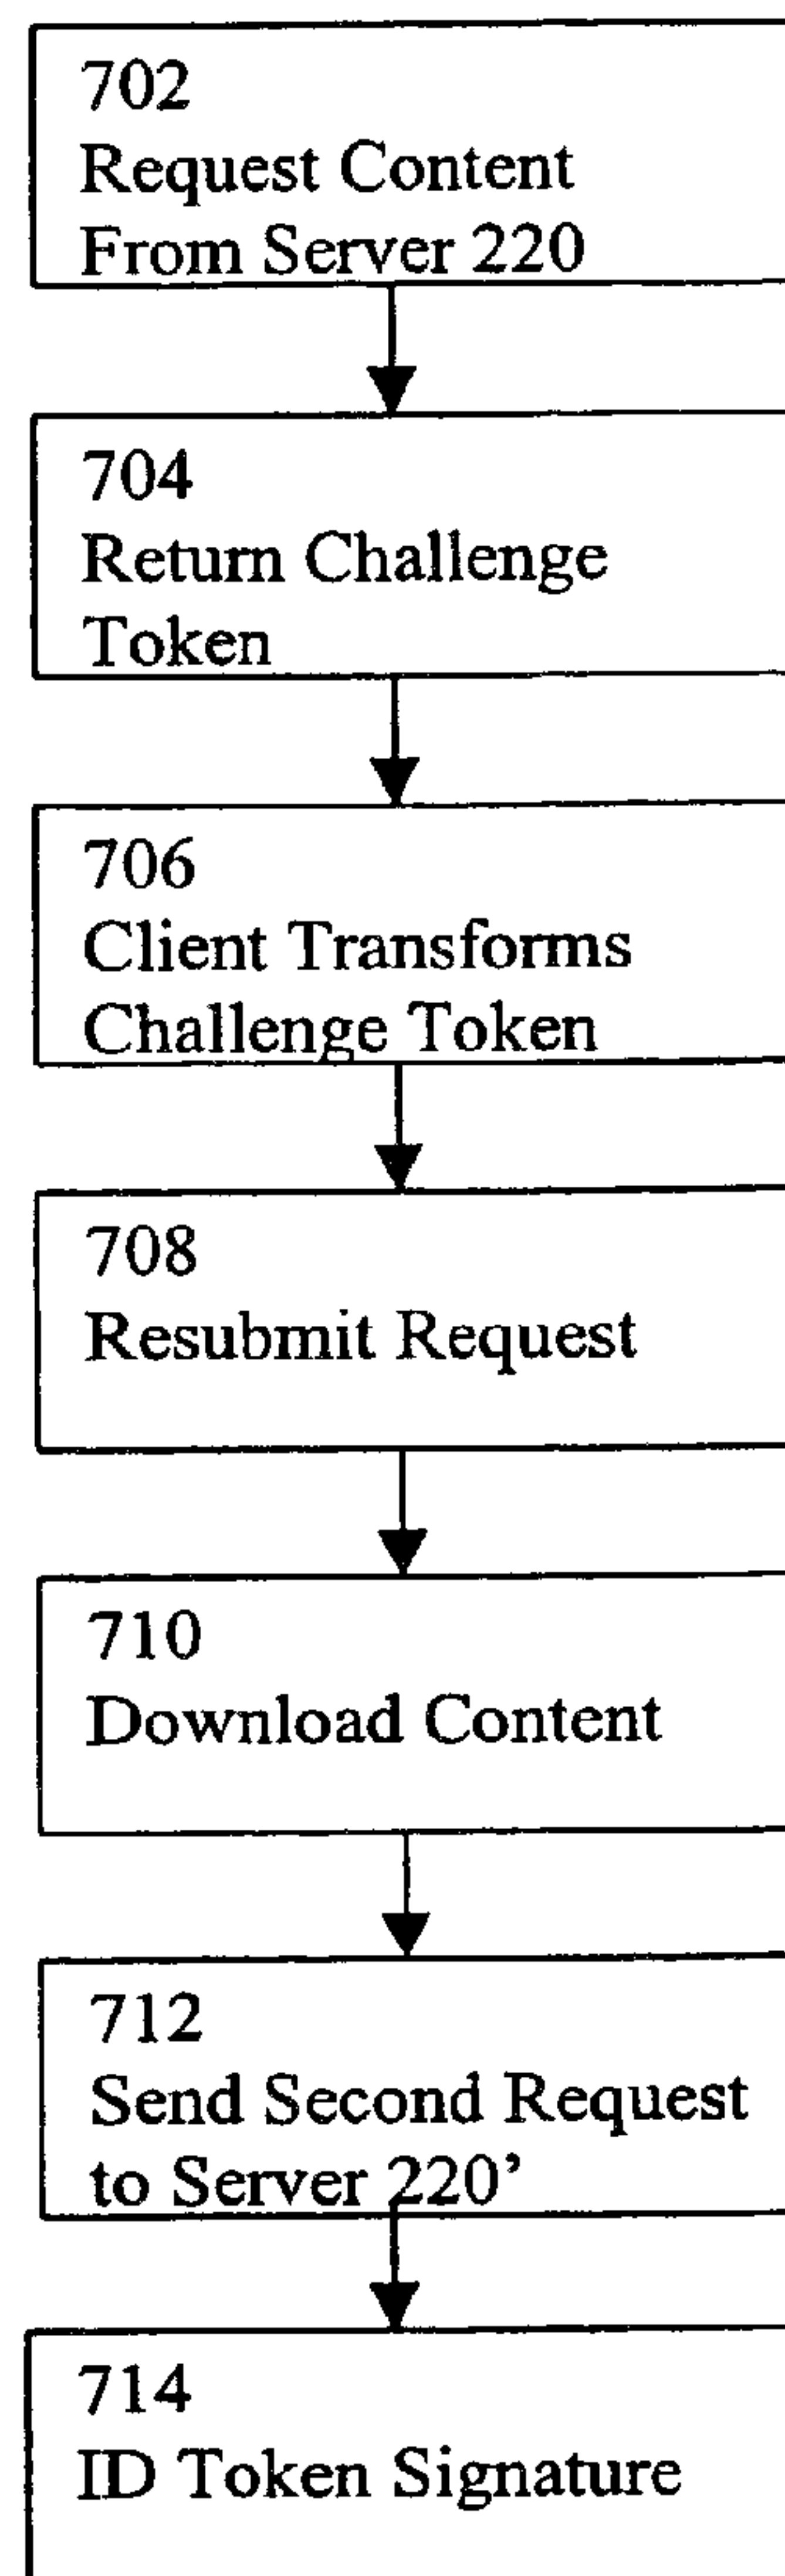 702
Request Content
From Server 220
704
Return Challenge
Token
706
Client Transforms
Challenge Token
708
Resubmit Request
710
Download Content
712
Send Second Request
to Server 220’
714
ID Token Signature